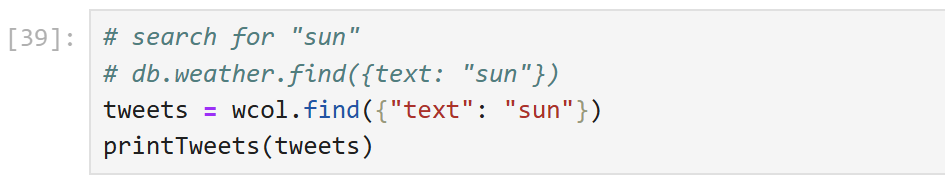 [39]: # search for "sun"
# db.weather.find({text: "sun"})
tweets = wcol.find({"text": "sun"})
printTweets(tweets)